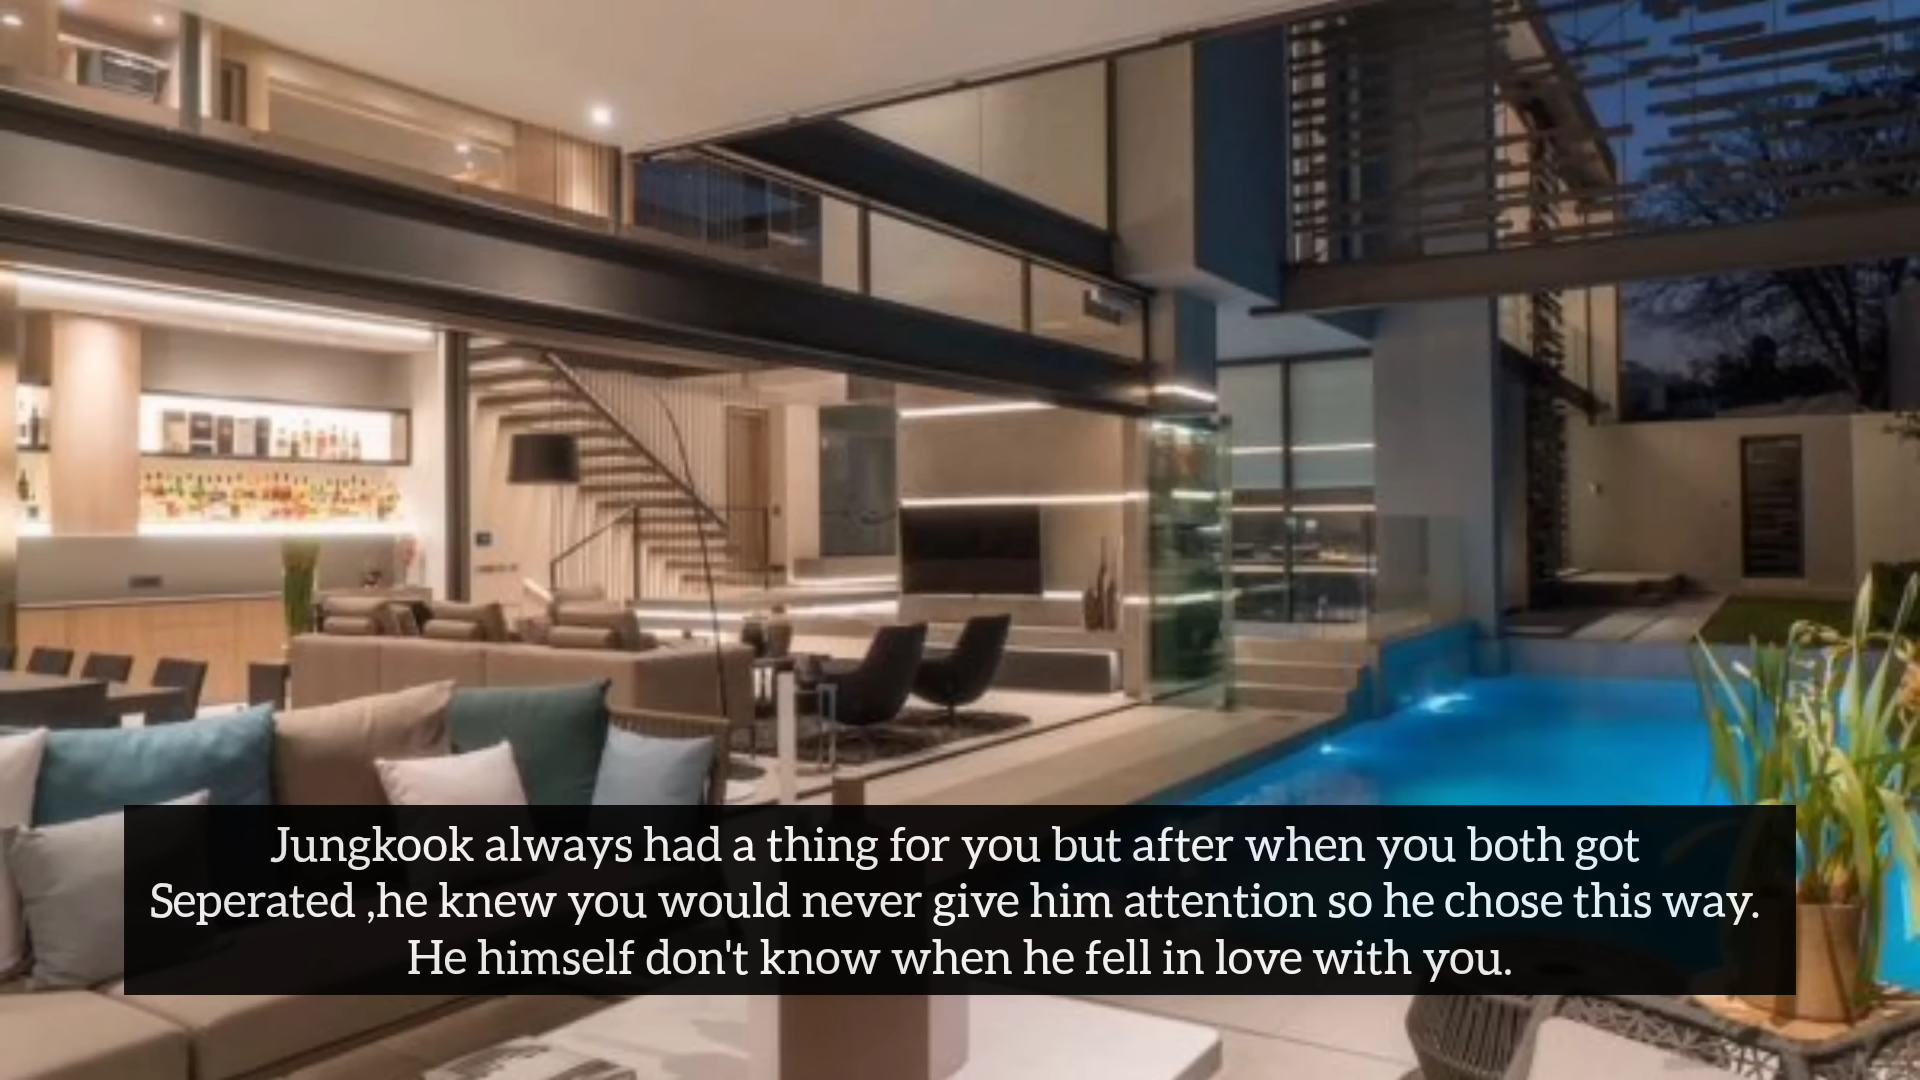 Jungkook always had a thing for you but after when you both got
Seperated ,he knew you would never give him attention so he chose this way.
He himself don't know when he fell in love with you.